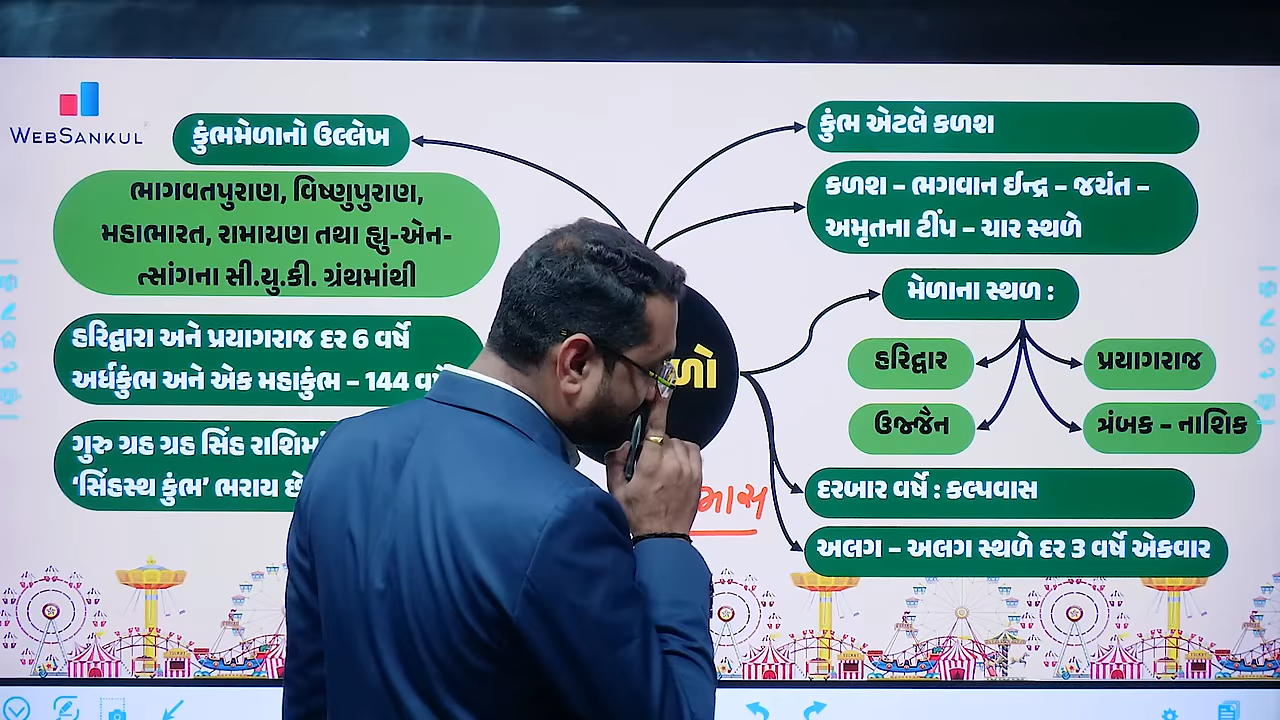 WEBSANKUL
કુંભમેળાનો ઉલ્લેખ
ભાગવતપુરાણ, વિષ્ણુપુરાણ,
મહાભારત, રામાયણ તથા હ્યુ-એન-
ત્સાંગના સી.યુ.કી. ગ્રંથમાંથી
હરિદ્વારા અને પ્રયાગરાજ દર 6 વર્ષે
અર્ધકુંભ અને એક મહાકુંભ – 144
ગુરુ ગ્રહ ગ્રહ સિંહ
'સિંહસ્થ કુંભ' ભરાય
કુંભ એટલે કળશ
કળશ – ભગવાન ઈન્દ્ર – જયંત –
અમૃતના ટીંપ – ચાર સ્થળે
મેળાના સ્થળ :
હરિદ્વાર
પ્રયાગરાજ
ઉજ્જૈન
ત્રંબક – નાશિક
દરબાર વર્ષે : કલ્પવાસ
અલગ – અલગ સ્થળે દર 3 વર્ષે એકવાર